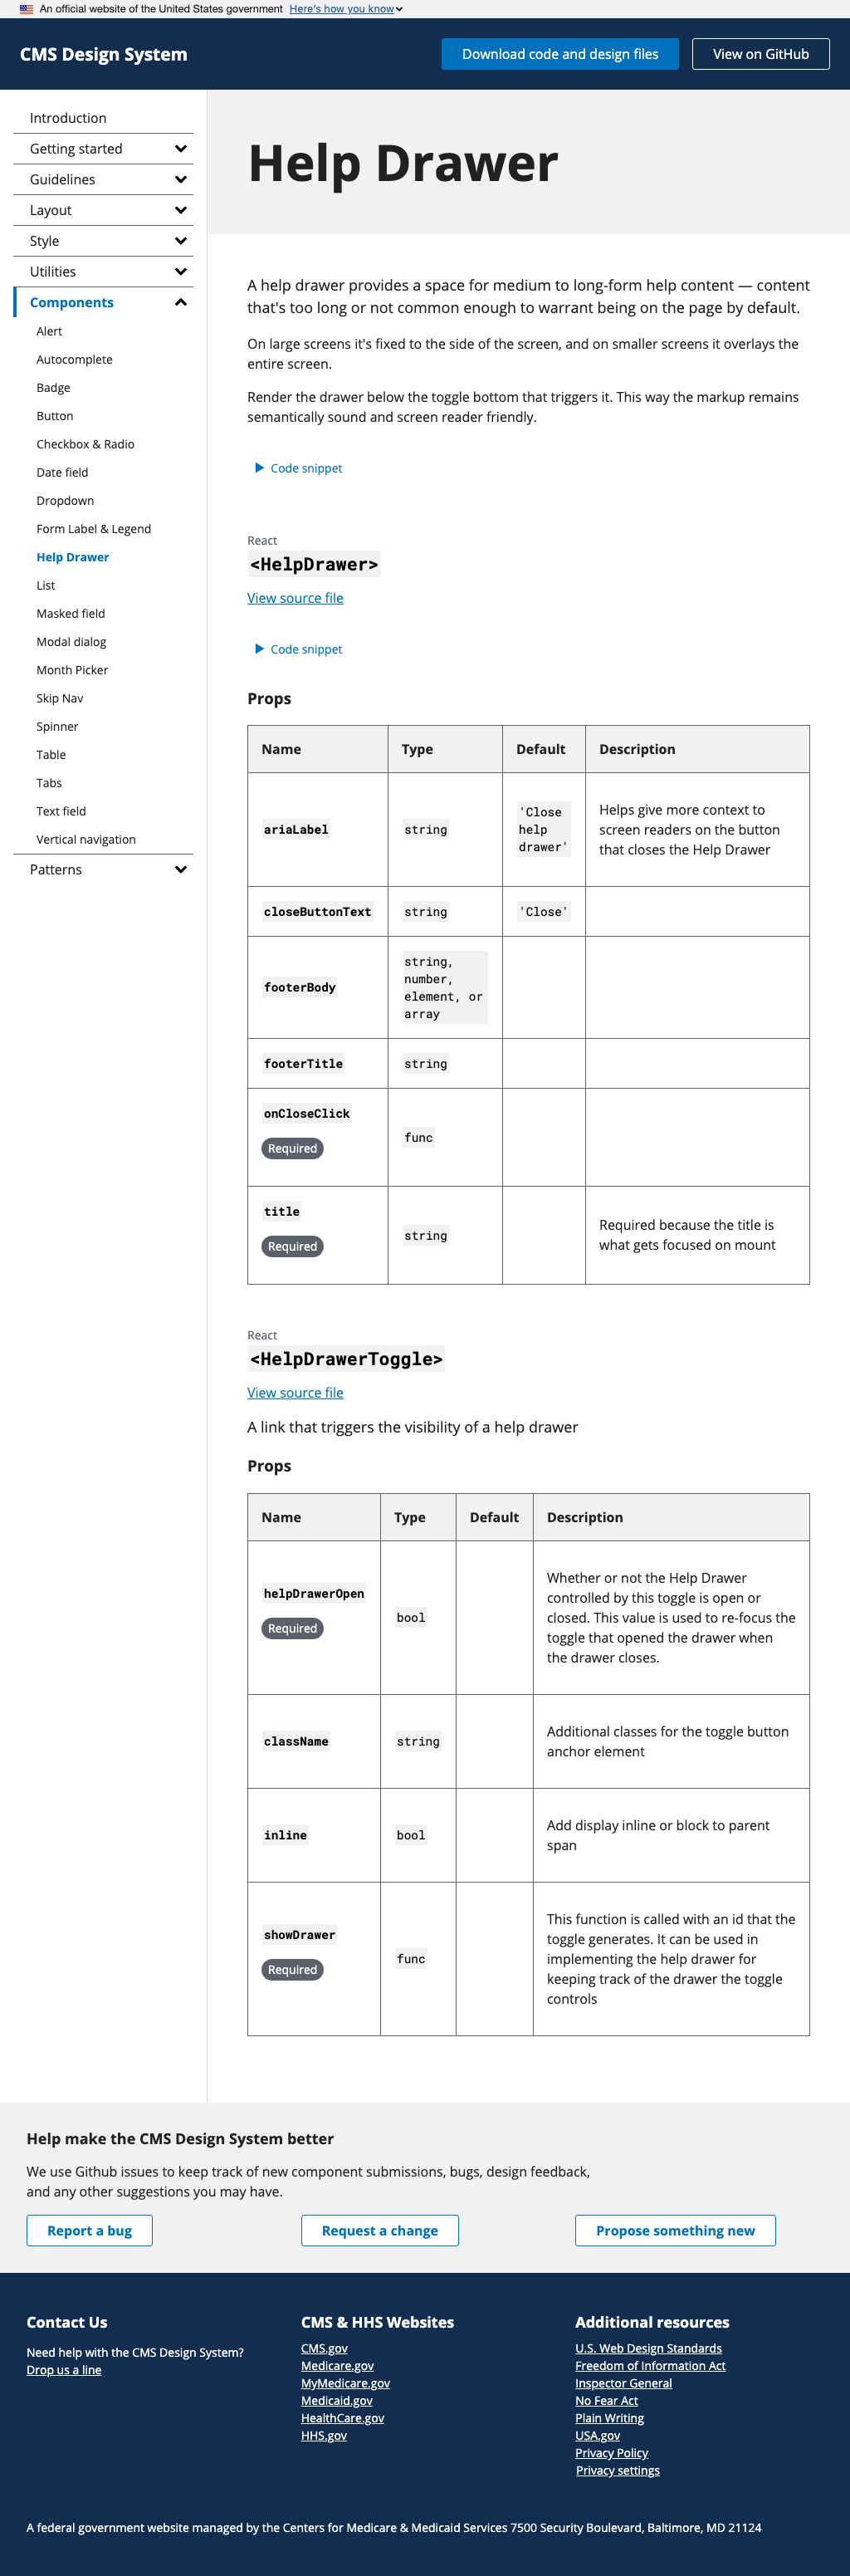 An official website of the United States government Here's how you know
CMS Design System
Download code and design files
View on GitHub
Introduction
Getting started
Guidelines
Layout
Style
Utilities
Components
Alert
Autocomplete
Badge
Button
Checkbox & Radio
Date field
Dropdown
Form Label & Legend
Help Drawer
List
Masked field
Modal dialog
Month Picker
Skip Nav
Spinner
Table
Tabs
Text field
Vertical navigation
Patterns
Help Drawer
A help drawer provides a space for medium to long-form help content — content
that's too long or not common enough to warrant being on the page by default.
On large screens it's fixed to the side of the screen, and on smaller screens it overlays the
entire screen.
Render the drawer below the toggle bottom that triggers it. This way the markup remains
semantically sound and screen reader friendly.
Code snippet
React
<HelpDrawer>
View source file
Code snippet
Props
Name Type Default Description
ariaLabel string 'Close
help
drawer' Helps give more context to
screen readers on the button
that closes the Help Drawer
closeButtonText string 'Close'
footerBody string,
number,
element, or
array
footerTitle string
onCloseClick
Required
func
title
Required
string
Required because the title is
what gets focused on mount
React
<HelpDrawerToggle>
View source file
A link that triggers the visibility of a help drawer
Props
Name Type Default Description
helpDrawerOpen
Required
bool
Whether or not the Help Drawer
controlled by this toggle is open or
closed. This value is used to re-focus the
toggle that opened the drawer when
the drawer closes.
className string Additional classes for the toggle button
anchor element
inline bool Add display inline or block to parent
span
showDrawer
Required
func
This function is called with an id that the
toggle generates. It can be used in
implementing the help drawer for
keeping track of the drawer the toggle
controls
Help make the CMS Design System better
We use Github issues to keep track of new component submissions, bugs, design feedback,
and any other suggestions you may have.
Report a bug
Request a change
Propose something new
Contact Us
Need help with the CMS Design System?
Drop us a line
CMS & HHS Websites
CMS.gov
Medicare.gov
MyMedicare.gov
Medicaid.gov
HealthCare.gov
HHS.gov
Additional resources
U.S. Web Design Standards
Freedom of Information Act
Inspector General
No Fear Act
Plain Writing
USA.gov
Privacy Policy
Privacy settings
A federal government website managed by the Centers for Medicare & Medicaid Services 7500 Security Boulevard, Baltimore, MD 21124